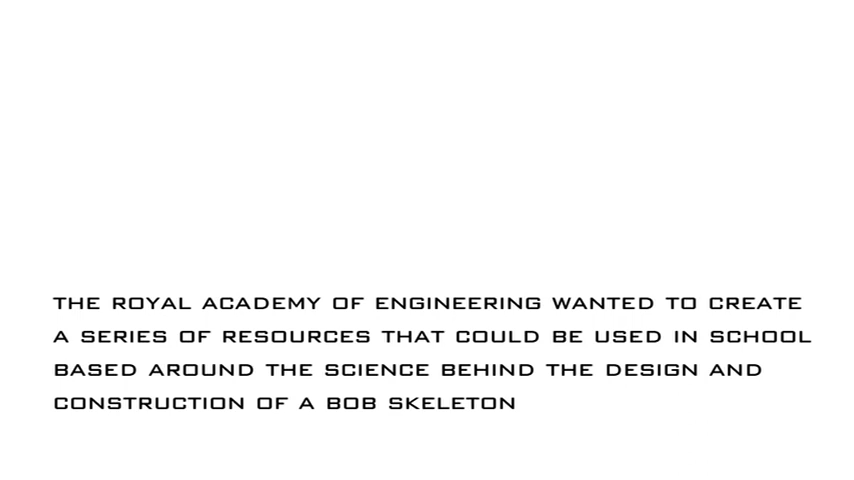 THE ROYAL ACADEMY OF ENGINEERING WANTED TO CREATE
A SERIES OF RESOURCES THAT COULD BE USED IN SCHOOL
BASED AROUND THE SCIENCE BEHIND THE DESIGN AND
CONSTRUCTION OF A BOB SKELETON